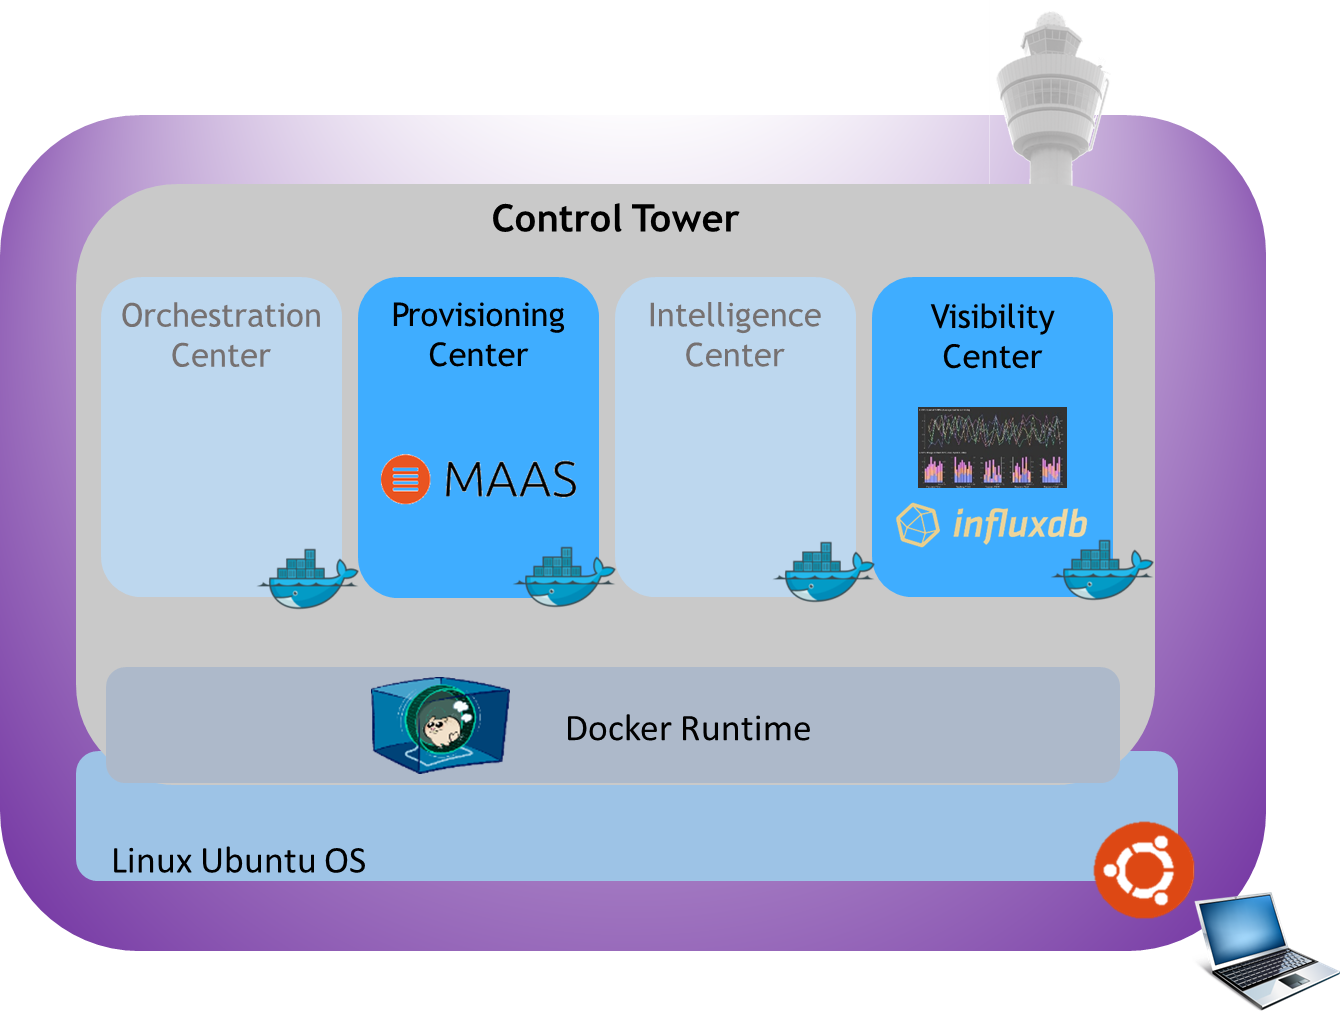 Control Tower
Orchestration
Center
Provisioning
Center
Intelligence
Center
Visibility
Center
MAAS
influxdb
Docker Runtime
Linux Ubuntu OS